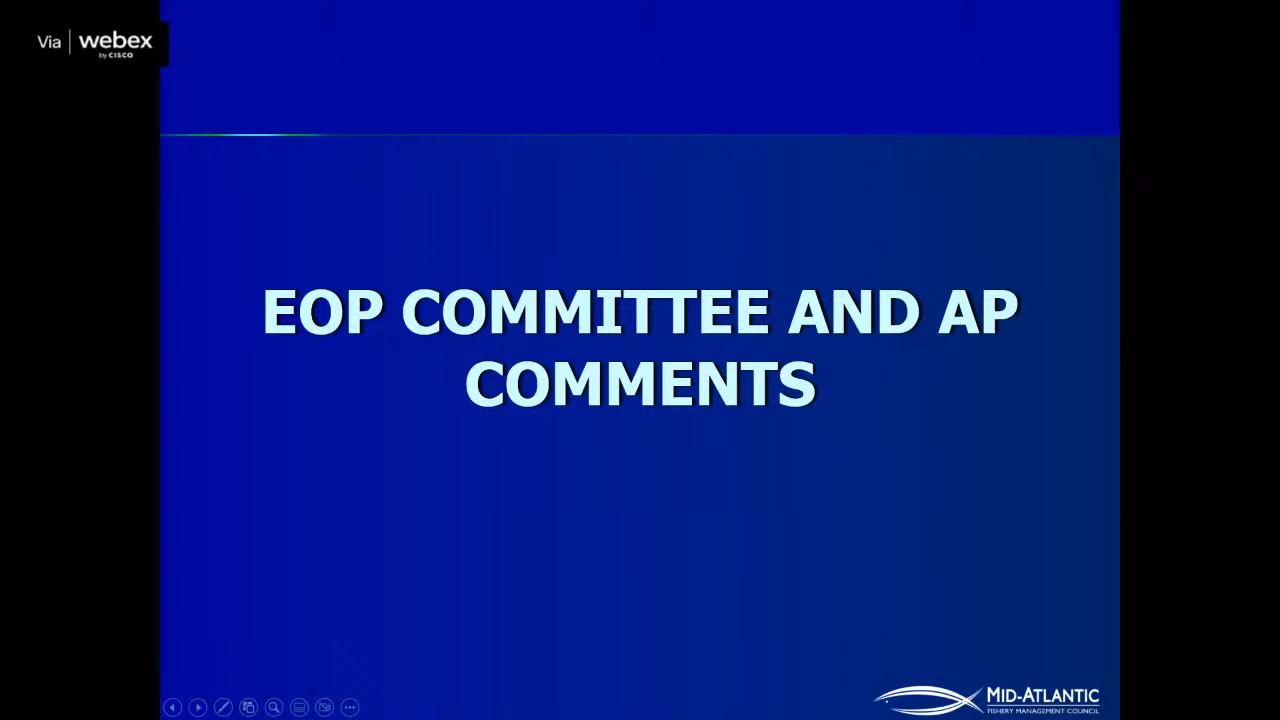 Via | webex
by CISCO
EOP COMMITTEE AND AP
COMMENTS
MID-ATLANTIC
FISHERY MANAGEMENT COUNCIL